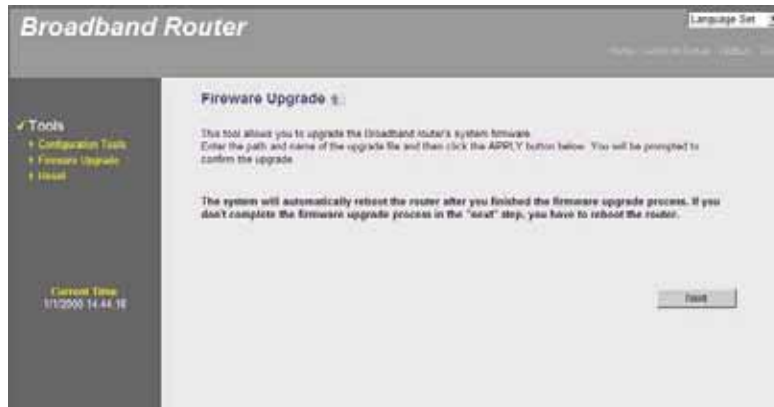 Broadband Router
Language Set
Fireware Upgrade
Tools
Configuration Tools
Firmware Upgrade
Reset
This tool allows you to upgrade the Broadband router's system firmware.
Enter the path and name of the upgrade file and then click the APPLY button below. You will be prompted to
confirm the upgrade.
The system will automatically reboot the router after you finished the firmware upgrade process. If you
don't complete the firmware upgrade process in the "next" step, you have to reboot the router.
Current Time
1/1/2000 14:44:
Next